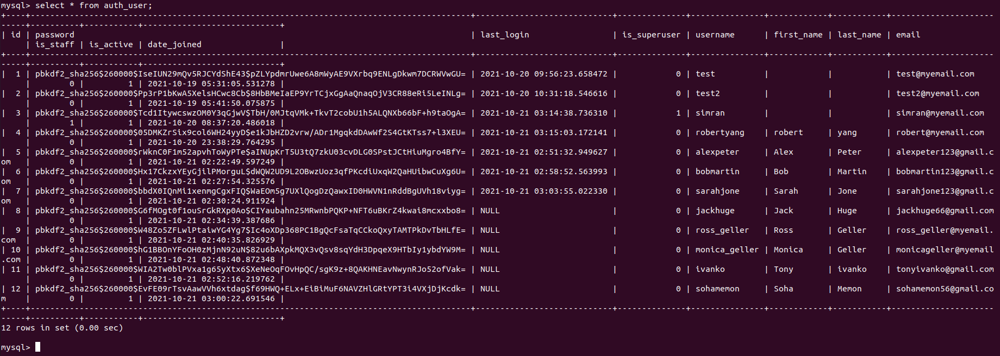 mysql> select * from auth_user;
+----+------------------------------------------------------------------------------------------+----------------------------+--------------+---------------+------------+-----------+---------------------
-----+----------+-----------+----------------------------+
| id | password                                                                                 | last_login                 | is_superuser | username      | first_name | last_name | email
     | is_staff | is_active | date_joined                |
+----+------------------------------------------------------------------------------------------+----------------------------+--------------+---------------+------------+-----------+---------------------
-----+----------+-----------+----------------------------+
|  1 | pbkdf2_sha256$260000$IseIUN29mQv5RJCYdShE43$pZLYpdmrUwe6A8mWyAE9VXrbq9ENLgDkwm7DCRWVwGU= | 2021-10-20 09:56:23.658472 |            0 | test          |            |           | test@myemail.com
     |        0 |         1 | 2021-10-19 05:31:05.531278 |
|  2 | pbkdf2_sha256$260000$Pp3rP1bKwA5XelsHCwc8Cb$8HbBMeIaEP9YrTCjxGgAaQnaqOjV3CR88eRi5LeINLg= | 2021-10-20 10:31:18.546616 |            0 | test2         |            |           | test2@myemail.com
     |        0 |         1 | 2021-10-19 05:41:50.075875 |
|  3 | pbkdf2_sha256$260000$Tcd1ItywcswzOM0Y3qGjwV$TbH/0MJtqVMk+TkvT2cobU1h5ALQNXb66bF+h9taOgA= | 2021-10-21 03:14:38.736310 |            1 | simran        |            |           | simran@myemail.com
     |        1 |         1 | 2021-10-20 08:37:20.486018 |
|  4 | pbkdf2_sha256$260000$05DMKZrSix9col6WH24yyD$e1kJbHZD2vrw/ADr1MgqkdDAwWf2S4GtKTss7+l3XEU= | 2021-10-21 03:15:03.172141 |            0 | robertyang    | robert     | yang      | robert@myemail.com
     |        0 |         1 | 2021-10-20 23:38:29.764295 |
|  5 | pbkdf2_sha256$260000$rWknC0F1m52apvhToWyPTe$aINUpKrT5U3tQ7zkU03cvDLG0SPstJCtHiuMgro4BfY= | 2021-10-21 02:51:32.949627 |            0 | alexpeter     | Alex       | Peter     | alexpeter123@gmail.c
om   |        0 |         1 | 2021-10-21 02:22:49.597249 |
|  6 | pbkdf2_sha256$260000$Hx17CkzxYEyGjilPMorguL$dWQW2UD9L2OBwzUoz3qfPKcdiUxqW2QaHUibwCuXg6U= | 2021-10-21 02:58:52.563993 |            0 | bobmartin     | Bob        | Martin    | bobmartin123@gmail.c
om   |        0 |         1 | 2021-10-21 02:27:54.325576 |
|  7 | pbkdf2_sha256$260000$bbdX0IQnMi1xenmgCgxFIQ$WaEOm5g7UXlQogDzQawxID0HWVN1nRddBgUVh18viyg= | 2021-10-21 03:03:55.022330 |            0 | sarahjone     | Sarah      | Jone      | sarahjone123@gmail.c
om   |        0 |         1 | 2021-10-21 02:30:24.911924 |
|  8 | pbkdf2_sha256$260000$G6fMOgt0f1ouSrGkRXp0Ao$CIYaubahn25MRwnbPQKP+NFT6uBKrZ4kwai8mcxxbo8= | NULL                       |            0 | jackhuge      | Jack       | Huge      | jackhuge66@gmail.com
     |        0 |         1 | 2021-10-21 02:34:39.387686 |
|  9 | pbkdf2_sha256$260000$W48Zo5ZFLwlPtaiwYG4Yg7$Ic4oXDp368PC1BgQcFsaTqCCkoQxyTAMTPkDvTbHLfE= | NULL                       |            0 | ross_geller   | Ross       | Geller    | ross_geller@myemail.
com  |        0 |         1 | 2021-10-21 02:40:35.826929 |
| 10 | pbkdf2_sha256$260000$hG1BBOnYFoOH0zMjnN92uN$82u6bAXpkMQX3vQsv8sqYdH3DpqeX9HTbIy1ybdYW9M= | NULL                       |            0 | monica_geller | Monica     | Geller    | monicageller@myemail
.com |        0 |         1 | 2021-10-21 02:48:40.872348 |
| 11 | pbkdf2_sha256$260000$WIA2Tw0blPVxa1g65yXtx6$XeNeOqFOvHpQC/sgK9z+8QAKHNEavNwynRJo52ofVak= | NULL                       |            0 | ivanko        | Tony       | ivanko    | tonyivanko@gmail.com
     |        0 |         1 | 2021-10-21 02:52:16.219762 |
| 12 | pbkdf2_sha256$260000$EvFE09rTsvAawVVh6xtdag$f69HWQ+ELx+EiBiMuF6NAVZHlGRtYPT3i4VXjDjKcdk= | NULL                       |            0 | sohamemon     | Soha       | Memon     | sohamemon56@gmail.co
m    |        0 |         1 | 2021-10-21 03:00:22.691546 |
+----+------------------------------------------------------------------------------------------+----------------------------+--------------+---------------+------------+-----------+---------------------
-----+----------+-----------+----------------------------+
12 rows in set (0.00 sec)
mysql>